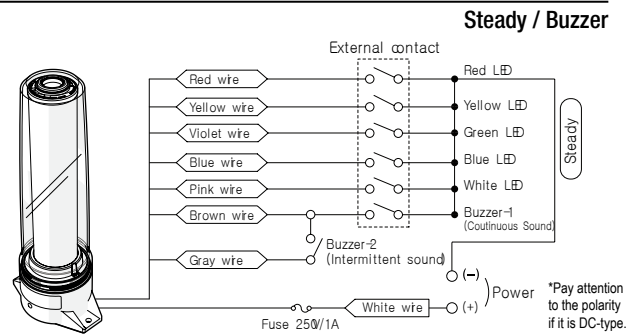 Steady / Buzzer
External contact
Red wire
Red LED
Yellow wire
Yellow LED
Violet wire
Green LED
Blue wire
Blue LED
Pink wire
White LED
Brown wire
Buzzer-1
(Coutinuous Sound)
Steady
Gray wire
Buzzer-2
(Intermittent sound)
(-)
Power
(+)
White wire
Fuse 250V/1A
*Pay attention
to the polarity
if it is DC-type.